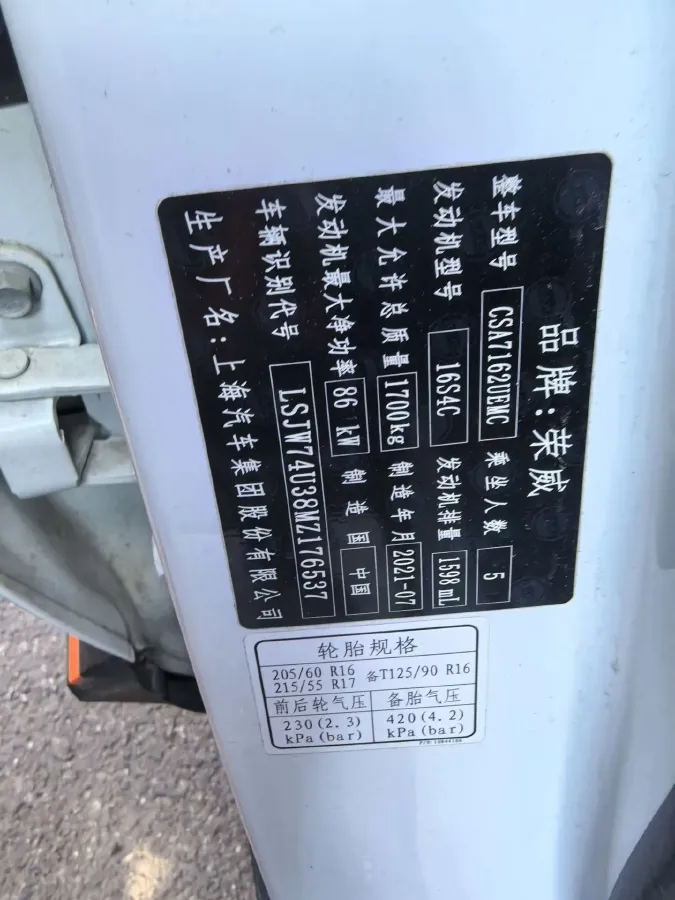 品牌:荣威
整车型号 CSA7162UEMC 乘坐人数 5
发动机型号 16S4C 发动机排量 1598 mL
最大允许总质量 1700kg 制造年月 2021-07
发动机最大净功率 86 kW 制造国 中国
车辆识别代号 LSJW74U38MZ176537
生产厂名:上海汽车集团股份有限公司
轮胎规格
205/60 R16 备T125/90 R16
215/55 R17
前后轮气压 备胎气压
230(2.3) 420(4.2)
kPa(bar) kPa(bar)